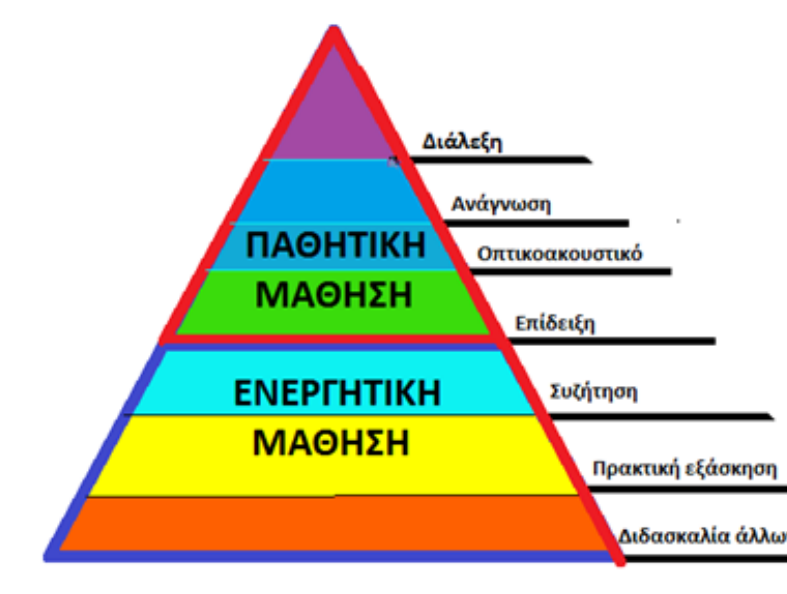 Διάλεξη
Ανάγνωση
ΠΑΘΗΤΙΚΗ
Οπτικοακουστικό
ΜΑΘΗΣΗ
Επίδειξη
ΕΝΕΡΓΗΤΙΚΗ
Συζήτηση
ΜΑΘΗΣΗ
Πρακτική εξάσκηση
Διδασκαλία άλλω